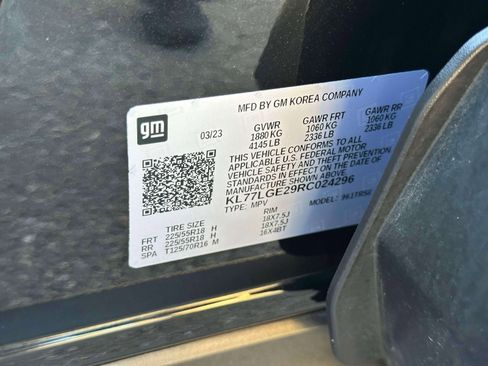 MFD BY GM KOREA COMPANY
gm
03/23
GVWR GAWR FRT GAWR RR
1880 KG 1060 KG 1060 KG
4145 LB 2336 LB 2336 LB
THIS VEHICLE CONFORMS TO ALL
APPLICABLE U.S. FEDERAL MOTOR
VEHICLE SAFETY AND THEFT PREVENTION
STANDARDS IN EFFECT ON THE DATE OF
MANUFACTURE SHOWN ABOVE.
KL77LGE29RC024296
TYPE: MPV MODEL:
TIRE SIZE RIM
FRT 225/55R18 H 18X7.5J
RR 225/55R18 H 18X7.5J
SPA T125/70R16 M 16X4BT